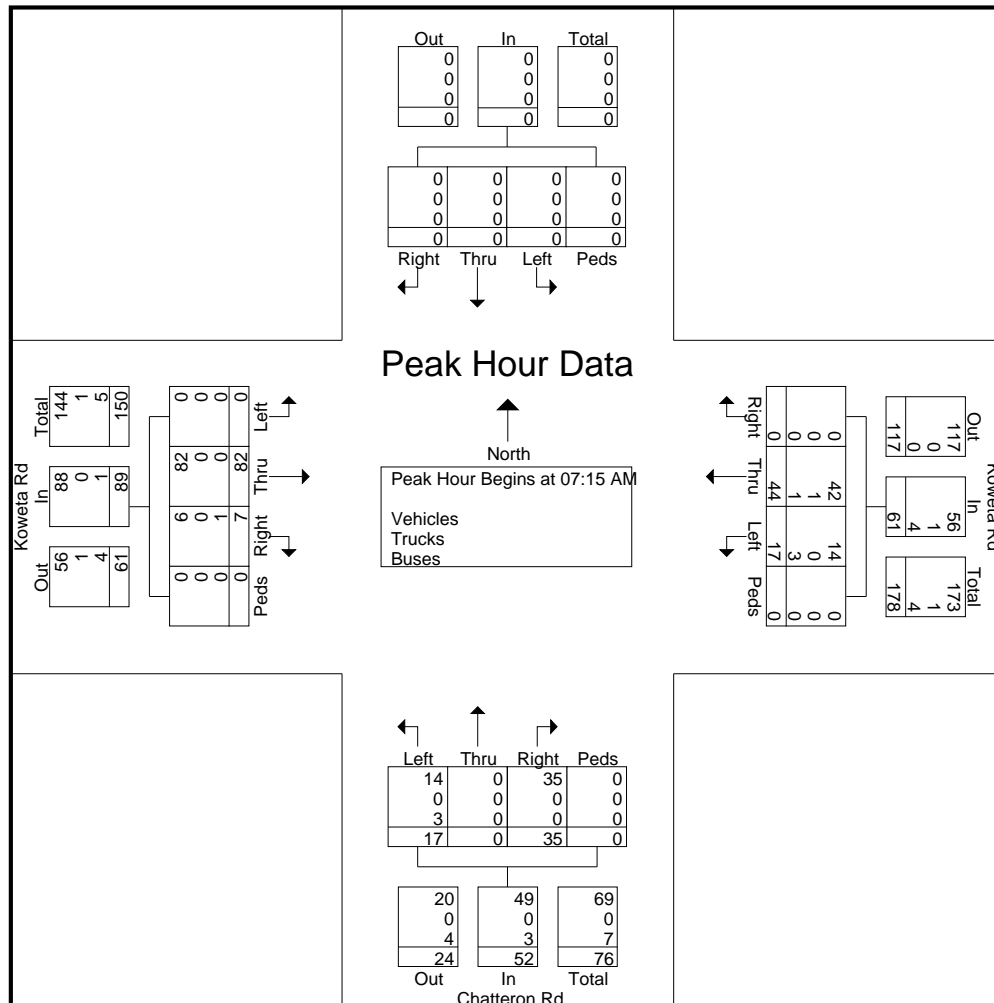 Out In Total
0 0 0
0 0 0
0 0 0
0 0 0
0 0 0 0
0 0 0 0
0 0 0 0
0 0 0 0
Right Thru Left Peds
Peak Hour Data
North
Peak Hour Begins at 07:15 AM
Vehicles
Trucks
Buses
Koweta Rd
Total
144
1
5
150
In
88
0
1
89
Out
56
1
4
61
Left
0
0
0
0
Thru
82
0
0
82
Right
6
0
1
7
Peds
0
0
0
0
Right
0
0
0
0
Thru
42
1
1
44
Left
14
0
3
17
Peds
0
0
0
0
Out
117
0
0
117
In
56
1
4
61
Total
173
1
4
178
Koweta Rd
Left Thru Right Peds
14 0 35 0
0 0 0 0
3 0 0 0
17 0 35 0
20 49 69
0 0 0
4 3 7
24 52 76
Out In Total
Chatteron Rd